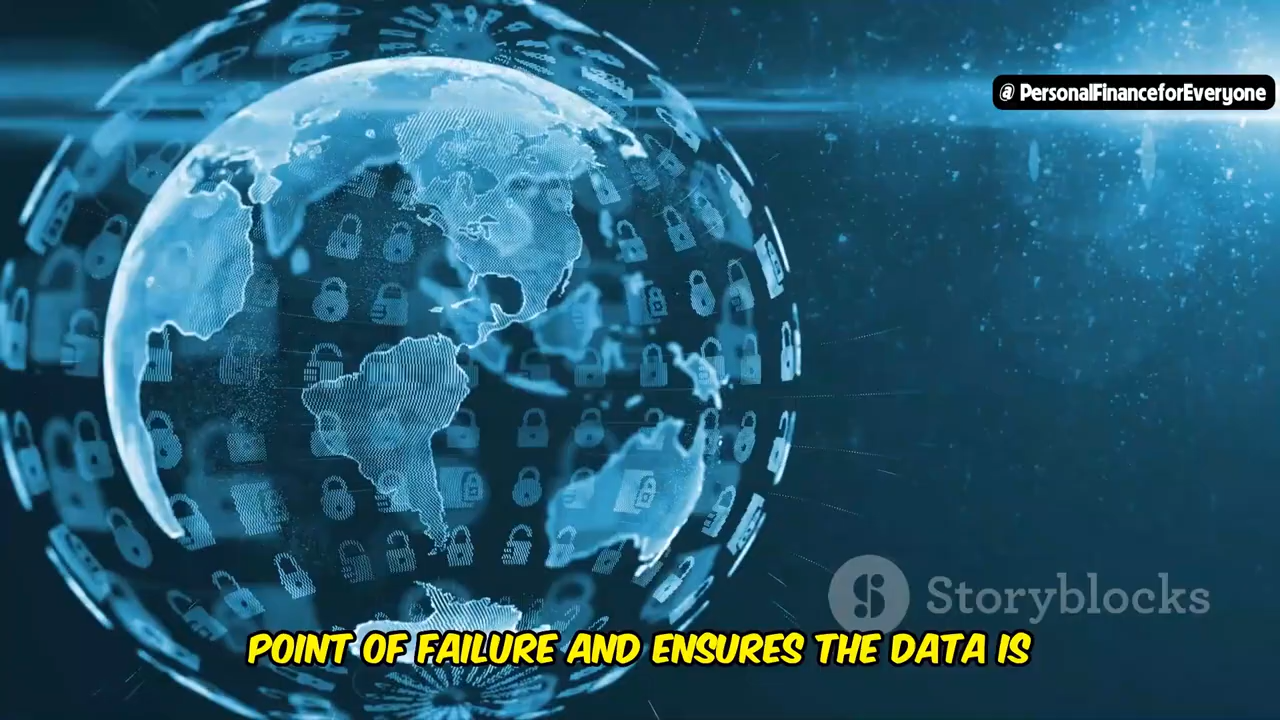 @ PersonalFinanceforEveryone
Storyblocks
POINT OF FAILURE AND ENSURES THE DATA IS